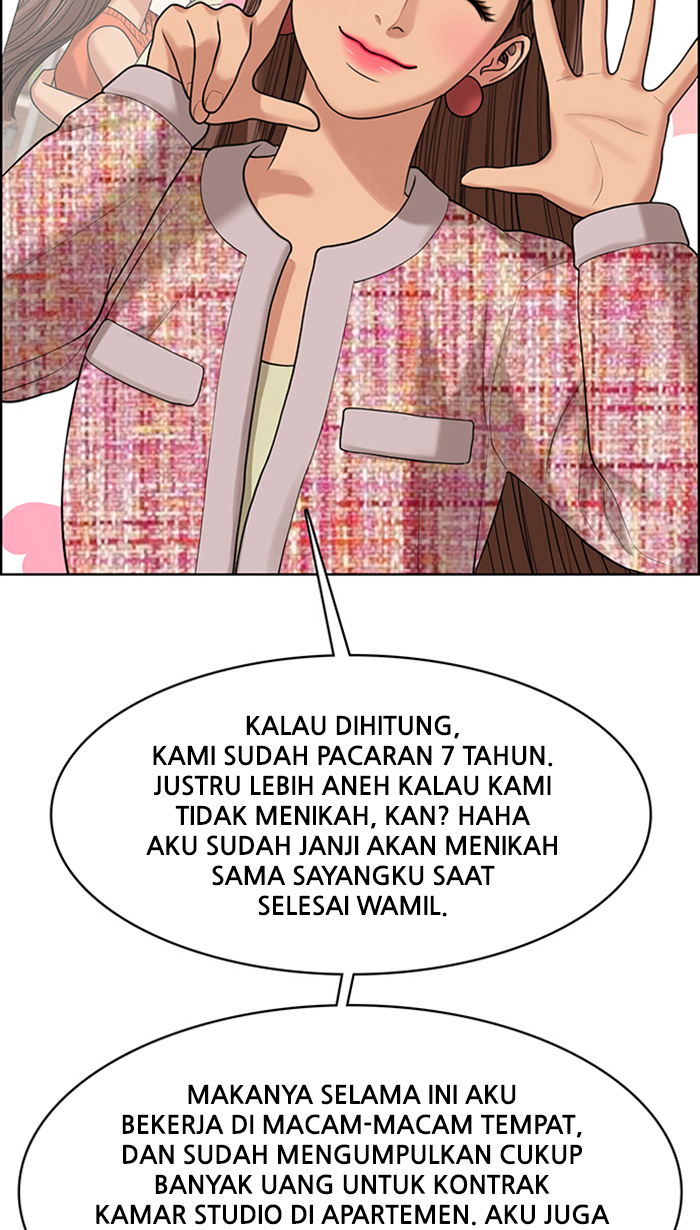 KALAU DIHITUNG,
KAMI SUDAH PACARAN 7 TAHUN.
JUSTRU LEBIH ANEH KALAU KAMI
TIDAK MENIKAH, KAN? HAHA
AKU SUDAH JANJI AKAN MENIKAH
SAMA SAYANGKU SAAT
SELESAI WAMIL.
MAKANYA SELAMA INI AKU
BEKERJA DI MACAM-MACAM TEMPAT,
DAN SUDAH MENGUMPULKAN CUKUP
BANYAK UANG UNTUK KONTRAK
KAMAR STUDIO DI APARTEMEN. AKU JUGA